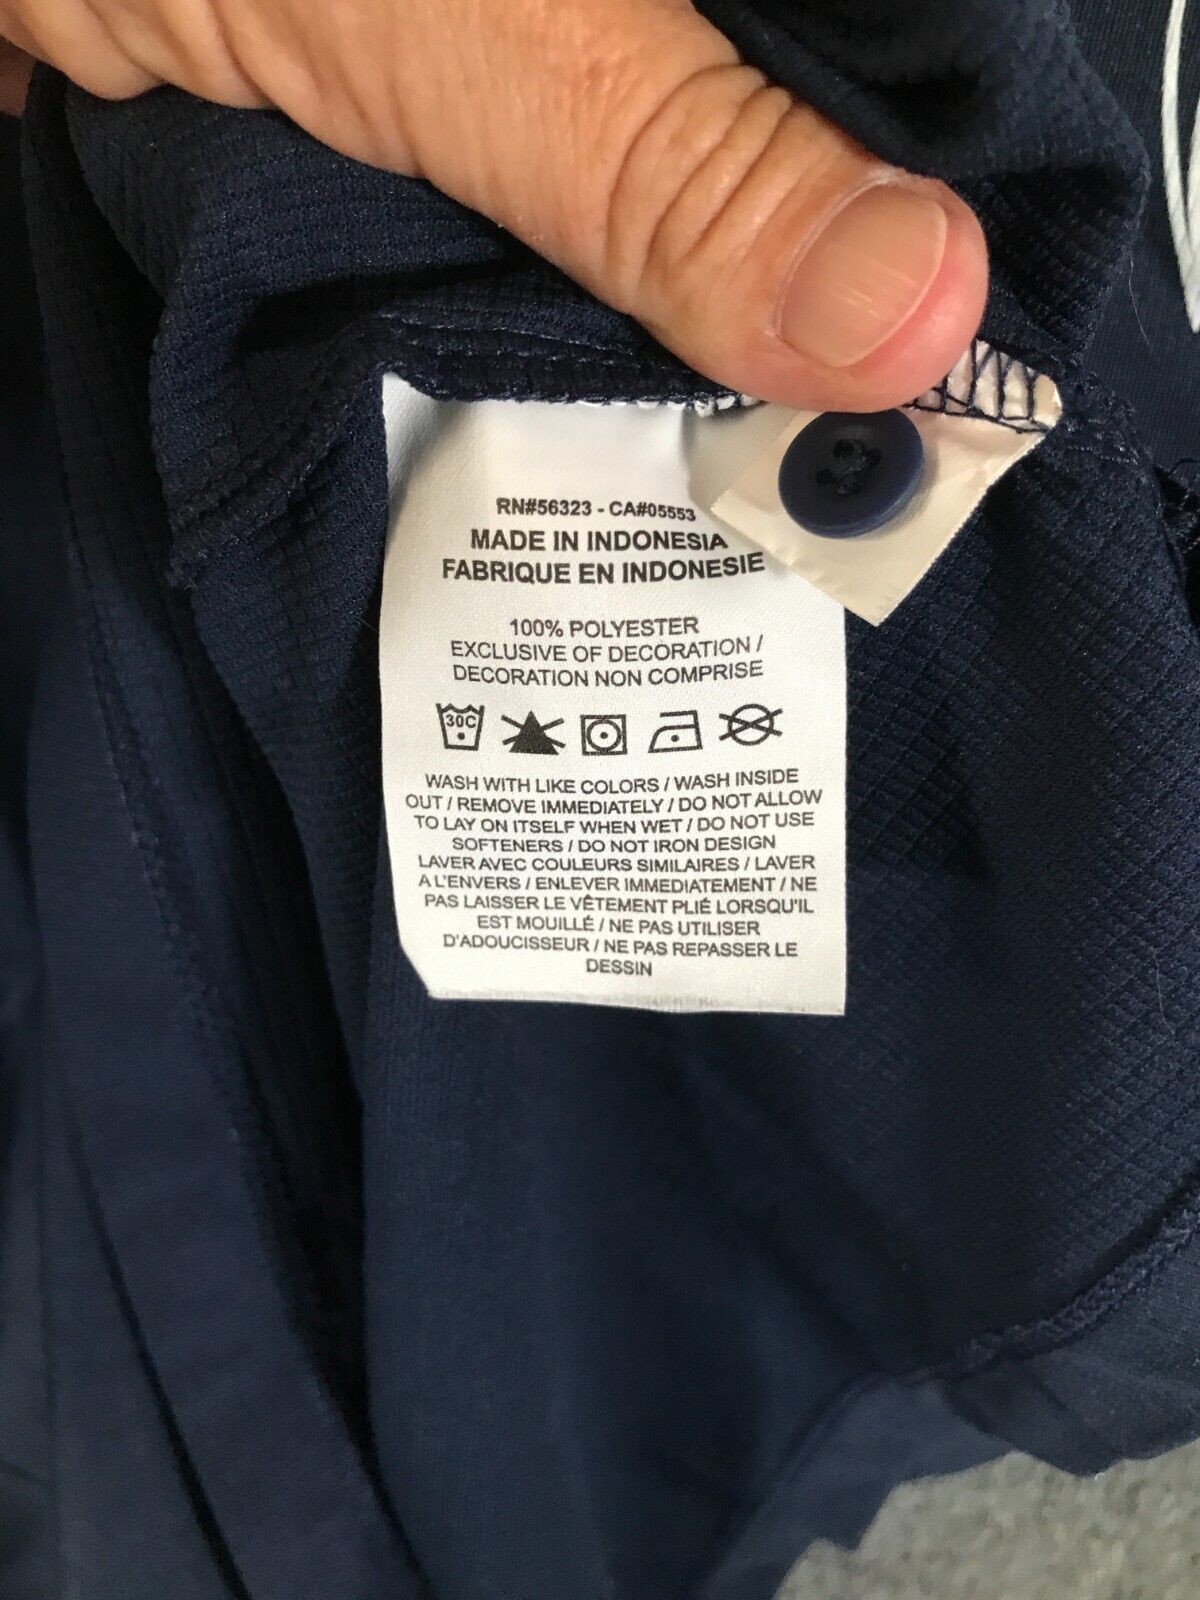 RN#56323 - CA#05553
MADE IN INDONESIA
FABRIQUE EN INDONESIE
100% POLYESTER
EXCLUSIVE OF DECORATION /
DECORATION NON COMPRISE
30C
WASH WITH LIKE COLORS / WASH INSIDE
OUT / REMOVE IMMEDIATELY / DO NOT ALLOW
TO LAY ON ITSELF WHEN WET / DO NOT USE
SOFTENERS / DO NOT IRON DESIGN
LAVER AVEC COULEURS SIMILAIRES / LAVER
A L'ENVERS / ENLEVER IMMEDIATEMENT / NE
PAS LAISSER LE VÊTEMENT PLIÉ LORSQU'IL
EST MOUILLÉ / NE PAS UTILISER
D'ADOUCISSEUR / NE PAS REPASSER LE
DESSIN